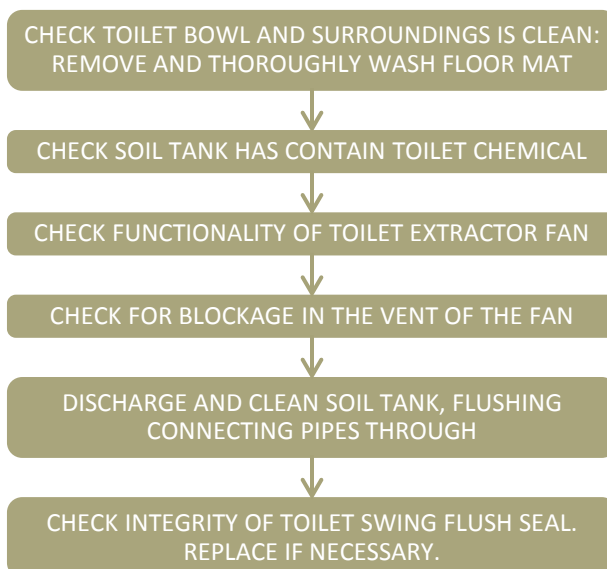 CHECK TOILET BOWL AND SURROUNDINGS IS CLEAN:
REMOVE AND THOROUGHLY WASH FLOOR MAT
CHECK SOIL TANK HAS CONTAIN TOILET CHEMICAL
CHECK FUNCTIONALITY OF TOILET EXTRACTOR FAN
CHECK FOR BLOCKAGE IN THE VENT OF THE FAN
DISCHARGE AND CLEAN SOIL TANK, FLUSHING
CONNECTING PIPES THROUGH
CHECK INTEGRITY OF TOILET SWING FLUSH SEAL.
REPLACE IF NECESSARY.